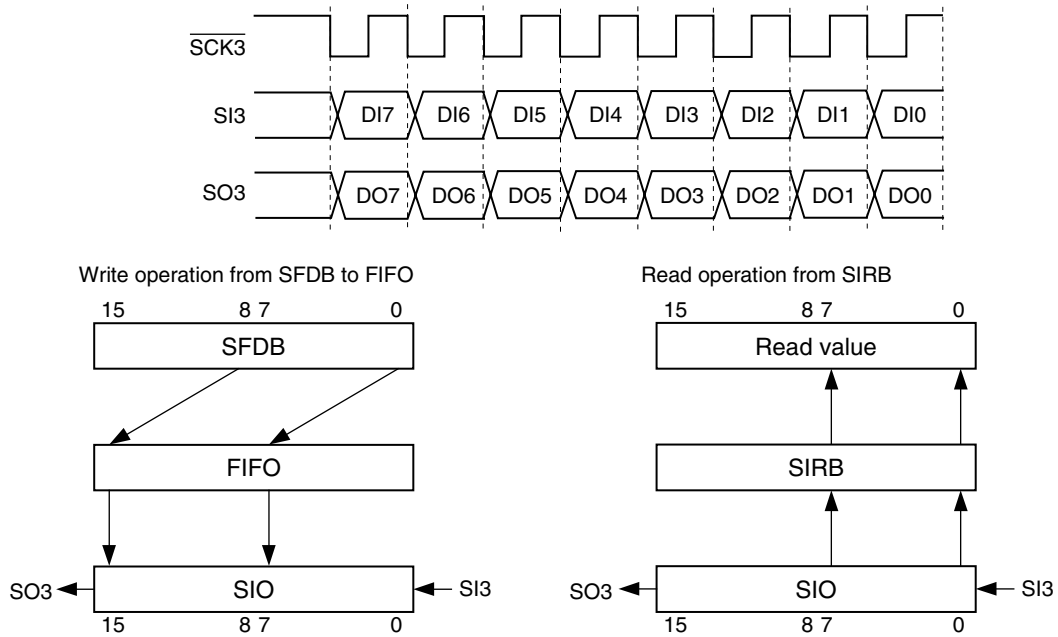 SCK3
SI3 DI7 DI6 DI5 DI4 DI3 DI2 DI1 DI0
SO3 DO7 DO6 DO5 DO4 DO3 DO2 DO1 DO0
Write operation from SFDB to FIFO
15 8 7 0
SFDB
FIFO
SO3 SIO SI3
15 8 7 0
Read operation from SIRB
15 8 7 0
Read value
SIRB
SO3 SIO SI3
15 8 7 0